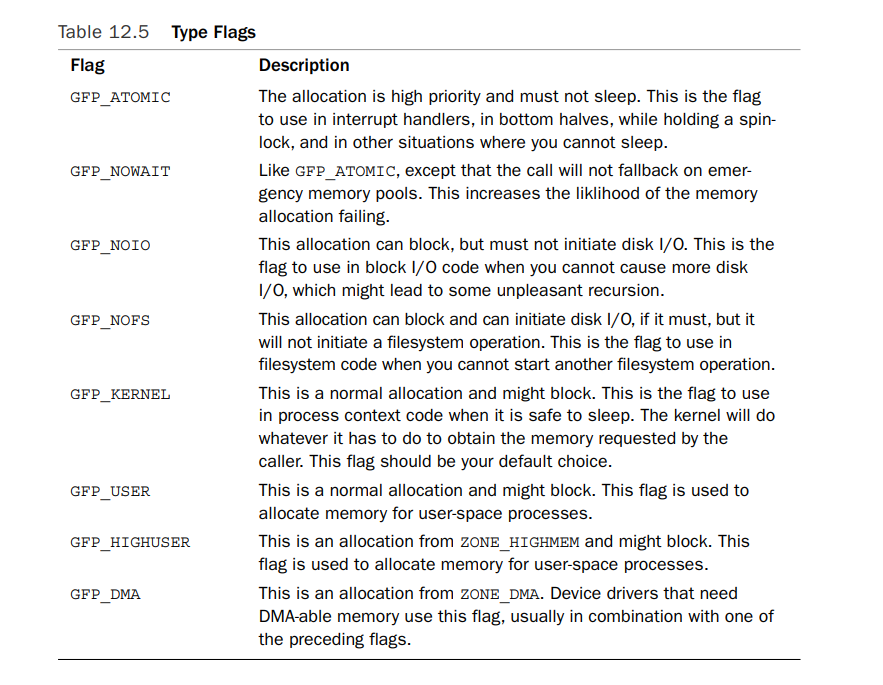 Table 12.5 Type Flags
Flag Description
GFP_ATOMIC The allocation is high priority and must not sleep. This is the flag
to use in interrupt handlers, in bottom halves, while holding a spin-
lock, and in other situations where you cannot sleep.
GFP_NOWAIT Like GFP_ATOMIC, except that the call will not fallback on emer-
gency memory pools. This increases the liklihood of the memory
allocation failing.
GFP_NOIO This allocation can block, but must not initiate disk I/O. This is the
flag to use in block I/O code when you cannot cause more disk
I/O, which might lead to some unpleasant recursion.
GFP_NOFS This allocation can block and can initiate disk I/O, if it must, but it
will not initiate a filesystem operation. This is the flag to use in
filesystem code when you cannot start another filesystem operation.
GFP_KERNEL This is a normal allocation and might block. This is the flag to use
in process context code when it is safe to sleep. The kernel will do
whatever it has to do to obtain the memory requested by the
caller. This flag should be your default choice.
GFP_USER This is a normal allocation and might block. This flag is used to
allocate memory for user-space processes.
GFP_HIGHUSER This is an allocation from ZONE_HIGHMEM and might block. This
flag is used to allocate memory for user-space processes.
GFP_DMA This is an allocation from ZONE_DMA. Device drivers that need
DMA-able memory use this flag, usually in combination with one of
the preceding flags.